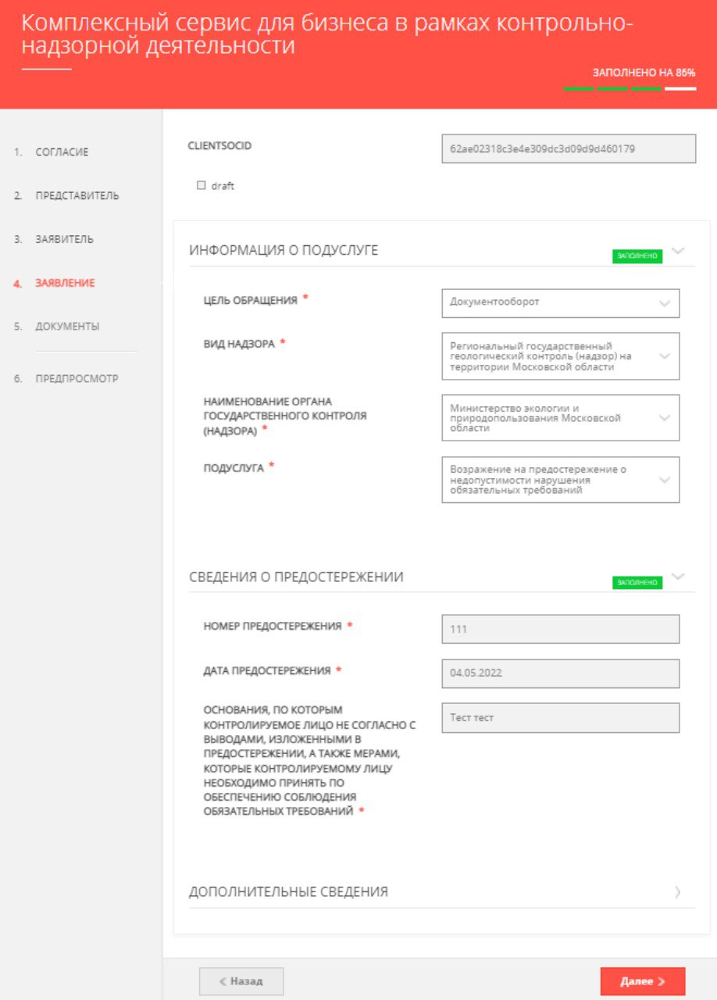 Комплексный сервис для бизнеса в рамках контрольно-
надзорной деятельности
ЗАПОЛНЕНО НА 86%
1. СОГЛАСИЕ
2. ПРЕДСТАВИТЕЛЬ
3. ЗАЯВИТЕЛЬ
4. ЗАЯВЛЕНИЕ
5. ДОКУМЕНТЫ
6. ПРЕДПРОСМОТР
CLIENTSOCID
62ae02318c3e4e309dc3d09d9d460179
draft
ИНФОРМАЦИЯ О ПОДУСЛУГЕ
ЗАПОЛНЕНО
ЦЕЛЬ ОБРАЩЕНИЯ *
Документооборот
ВИД НАДЗОРА *
Региональный государственный
геологический контроль (надзор) на
территории Московской области
НАИМЕНОВАНИЕ ОРГАНА
ГОСУДАРСТВЕННОГО КОНТРОЛЯ
(НАДЗОРА) *
Министерство экологии и
природопользования Московской
области
ПОДУСЛУГА *
Возражение на предостережение о
недопустимости нарушения
обязательных требований
СВЕДЕНИЯ О ПРЕДОСТЕРЕЖЕНИИ
ЗАПОЛНЕНО
НОМЕР ПРЕДОСТЕРЕЖЕНИЯ *
111
ДАТА ПРЕДОСТЕРЕЖЕНИЯ *
04.05.2022
ОСНОВАНИЯ, ПО КОТОРЫМ
КОНТРОЛИРУЕМОЕ ЛИЦО НЕ СОГЛАСНО С
ВЫВОДАМИ, ИЗЛОЖЕННЫМИ В
ПРЕДОСТЕРЕЖЕНИИ, А ТАКЖЕ МЕРАМИ,
КОТОРЫЕ КОНТРОЛИРУЕМОМУ ЛИЦУ
НЕОБХОДИМО ПРИНЯТЬ ПО
ОБЕСПЕЧЕНИЮ СОБЛЮДЕНИЯ
ОБЯЗАТЕЛЬНЫХ ТРЕБОВАНИЙ *
Тест тест
ДОПОЛНИТЕЛЬНЫЕ СВЕДЕНИЯ
Назад
Далее